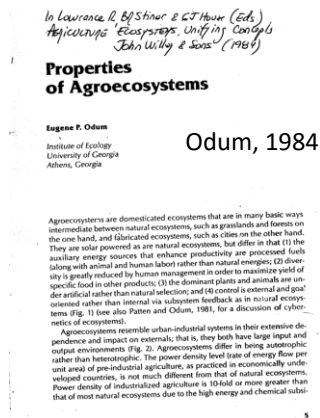 In Lowrance R, BR Stiner & GJ House (Eds)
Agricultural Ecosystems, Unifying Concepts
John Wiley & Sons (1984)
Properties
of Agroecosystems
Eugene P. Odum
Institute of Ecology
University of Georgia
Athens, Georgia
Odum, 1984
Agroecosystems are domesticated ecosystems that are in many basic ways
intermediate between natural ecosystems, such as grasslands and forests on
the one hand, and fabricated ecosystems, such as cities on the other hand.
They are solar powered as are natural ecosystems, but differ in that (1) the
auxiliary energy sources that enhance productivity are processed fuels
(along with animal and human labor) rather than natural energies; (2) diver-
sity is greatly reduced by human management in order to maximize yield of
specific food or other products; (3) the dominant plants and animals are un-
der artificial rather than natural selection; and (4) control is external and goal
oriented rather than internal via subsystem feedback as in natural ecosys-
tems (Fig. 1) (see also Patten and Odum, 1981, for a discussion of cyber-
netics of ecosystems).
Agroecosystems resemble urban-industrial systems in their extensive de-
pendence and impact on externals; that is, they both have large input and
output environments (Fig. 2). Agroecosystems differ in being autotrophic
rather than heterotrophic. The power density level (rate of energy flow per
unit area) of pre-industrial agriculture, as practiced in economically unde-
veloped countries, is not much different from that of natural ecosystems.
Power density of industrialized agriculture is 10-fold or more greater than
that of most natural ecosystems due to the high energy and chemical subsi-
5